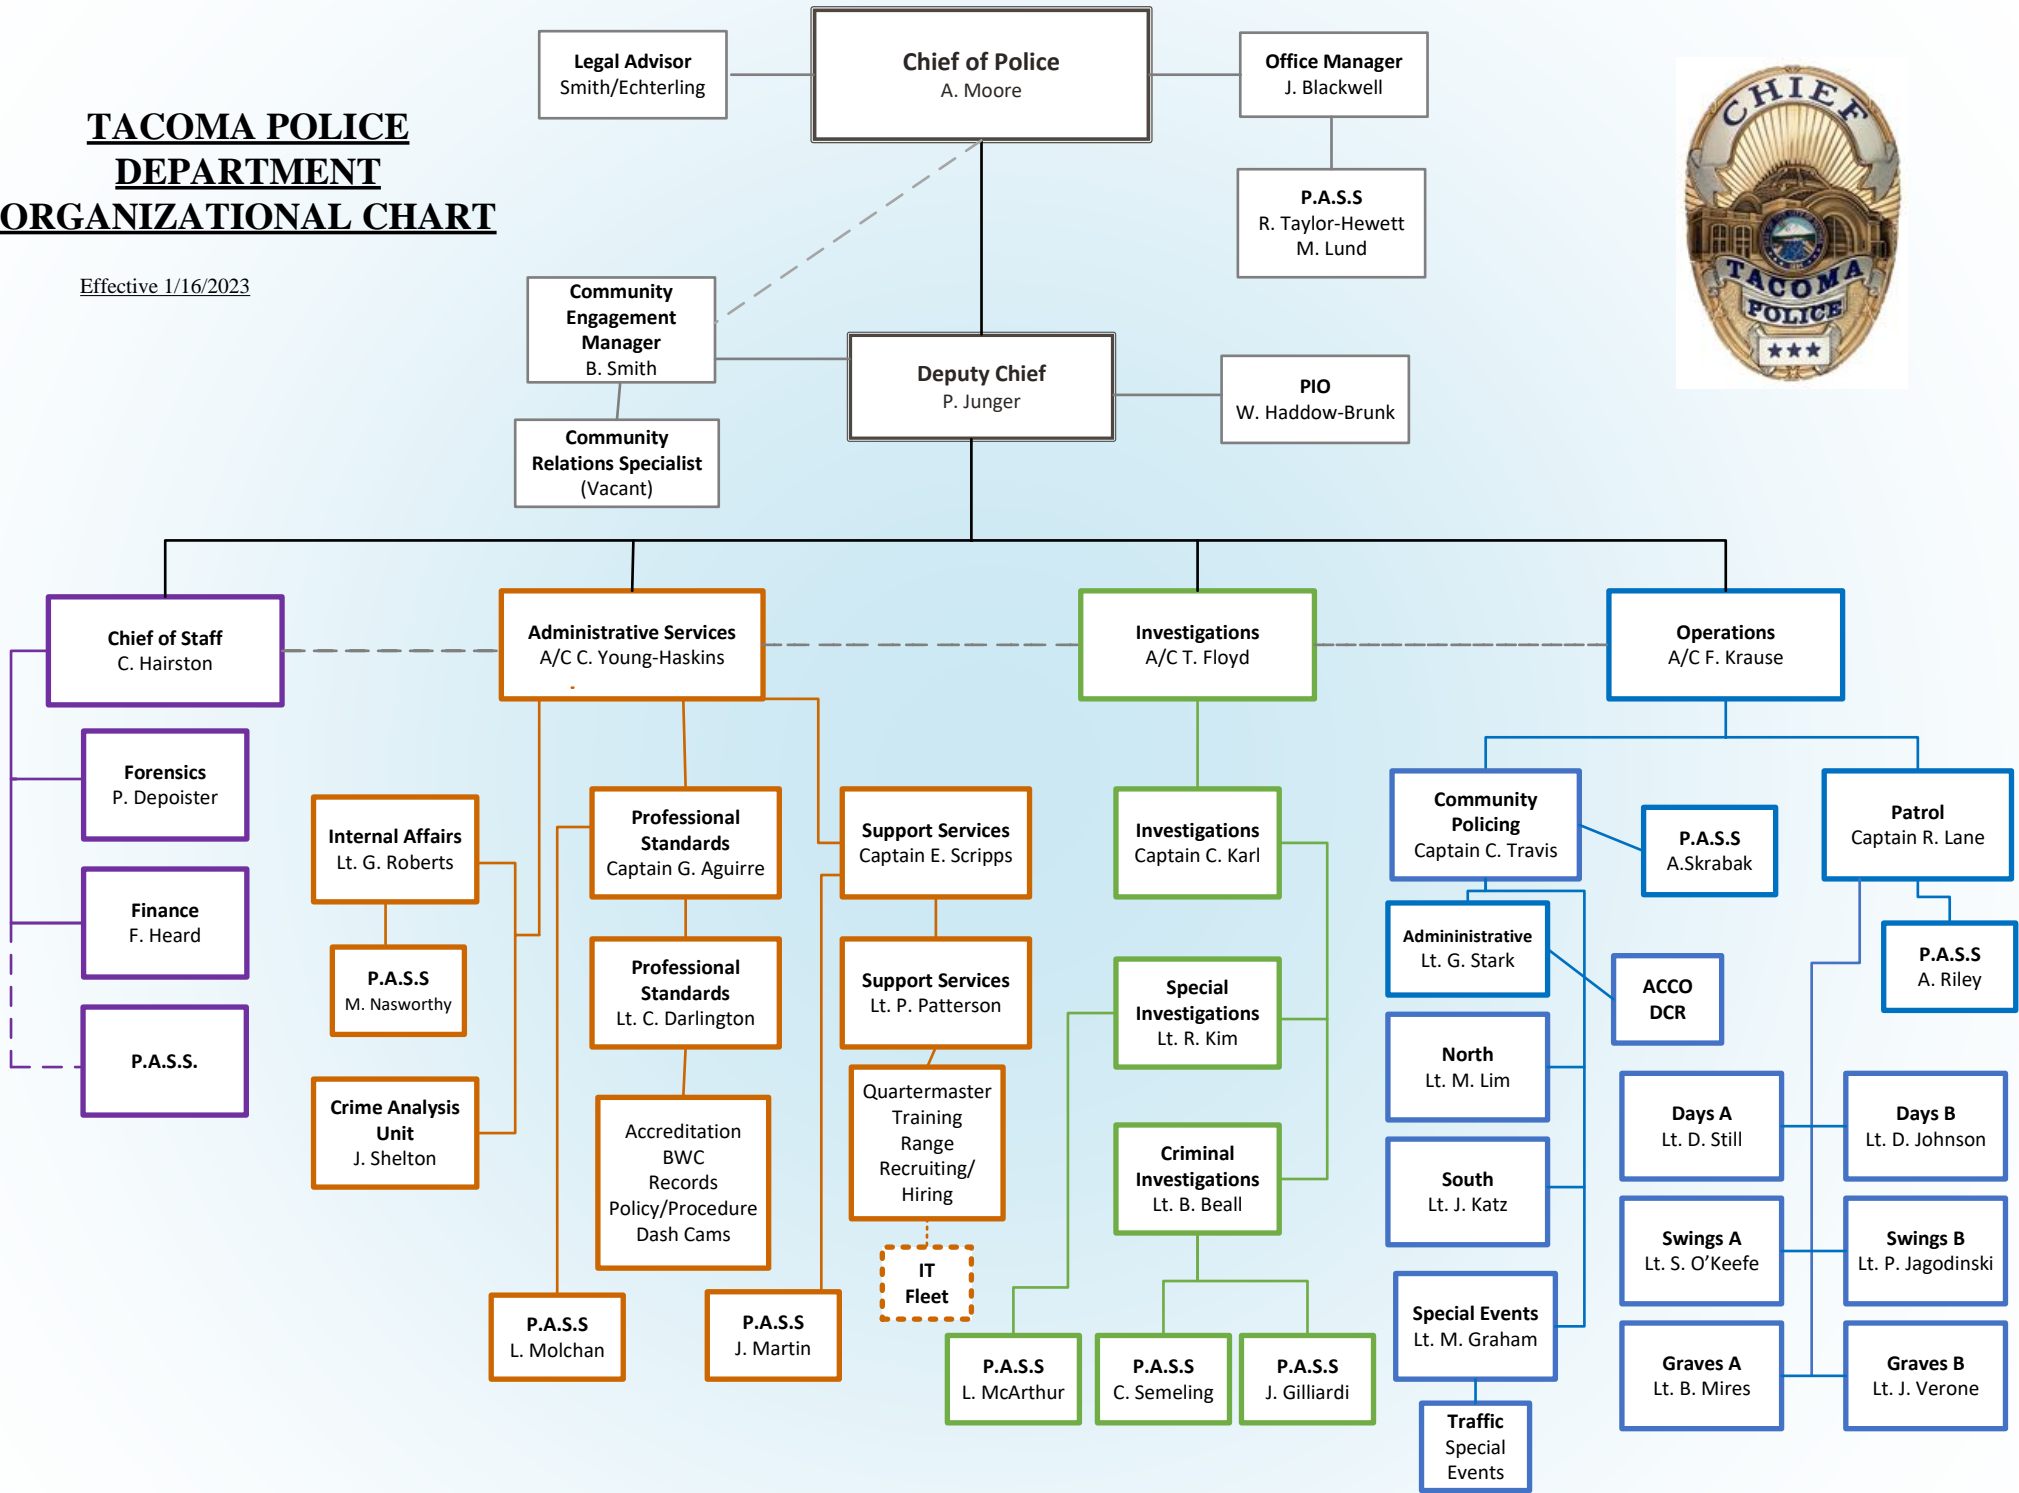 Legal Advisor
Smith/Echterling
Chief of Police
A. Moore
Office Manager
J. Blackwell
CHIEF
TACOMA
POLICE
TACOMA POLICE
DEPARTMENT
ORGANIZATIONAL CHART
Effective 1/16/2023
P.A.S.S
R. Taylor-Hewett
M. Lund
Community
Engagement
Manager
B. Smith
Deputy Chief
P. Junger
PIO
W. Haddow-Brunk
Community
Relations Specialist
(Vacant)
Chief of Staff
C. Hairston
Administrative Services
A/C C. Young-Haskins
Investigations
A/C T. Floyd
Operations
A/C F. Krause
Forensics
P. Depoister
Finance
F. Heard
P.A.S.S.
Internal Affairs
Lt. G. Roberts
P.A.S.S
M. Nasworthy
Crime Analysis
Unit
J. Shelton
Professional
Standards
Captain G. Aguirre
Professional
Standards
Lt. C. Darlington
Accreditation
BWC
Records
Policy/Procedure
Dash Cams
P.A.S.S
L. Molchan
Support Services
Captain E. Scripps
Support Services
Lt. P. Patterson
Quartermaster
Training
Range
Recruiting/
Hiring
IT
Fleet
P.A.S.S
J. Martin
Investigations
Captain C. Karl
Special
Investigations
Lt. R. Kim
Criminal
Investigations
Lt. B. Beall
P.A.S.S
L. McArthur
P.A.S.S
C. Semeling
P.A.S.S
J. Gilliardi
Community
Policing
Captain C. Travis
P.A.S.S
A.Skrabak
Admininistrative
Lt. G. Stark
ACCO
DCR
North
Lt. M. Lim
South
Lt. J. Katz
Special Events
Lt. M. Graham
Traffic
Special
Events
Patrol
Captain R. Lane
P.A.S.S
A. Riley
Days A
Lt. D. Still
Days B
Lt. D. Johnson
Swings A
Lt. S. O’Keefe
Swings B
Lt. P. Jagodinski
Graves A
Lt. B. Mires
Graves B
Lt. J. Verone